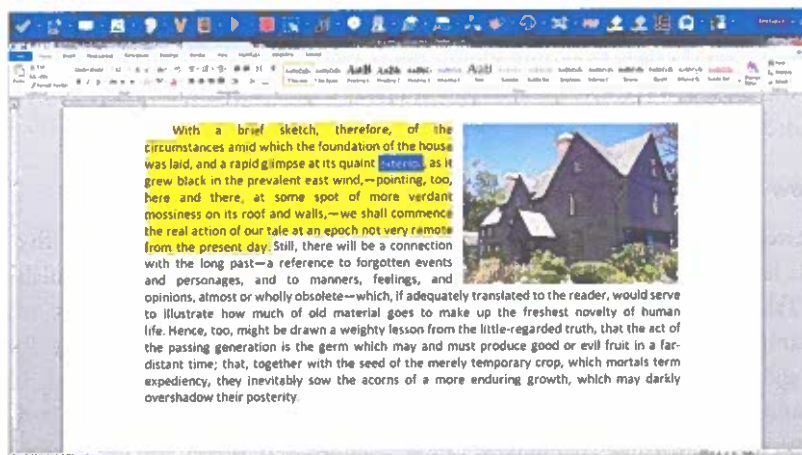 With a brief sketch, therefore, of the
circumstances amid which the foundation of the house
was laid, and a rapid glimpse at its quaint exterior, as it
grew black in the prevalent east wind,—pointing, too,
here and there, at some spot of more verdant
mossiness on its roof and walls,—we shall commence
the real action of our tale at an epoch not very remote
from the present day. Still, there will be a connection
with the long past—a reference to forgotten events
and personages, and to manners, feelings, and
opinions, almost or wholly obsolete—which, if adequately translated to the reader, would serve
to illustrate how much of old material goes to make up the freshest novelty of human
life. Hence, too, might be drawn a weighty lesson from the little-regarded truth, that the act of
the passing generation is the germ which may and must produce good or evil fruit in a far-
distant time; that, together with the seed of the merely temporary crop, which mortals term
expediency, they inevitably sow the acorns of a more enduring growth, which may darkly
overshadow their posterity.